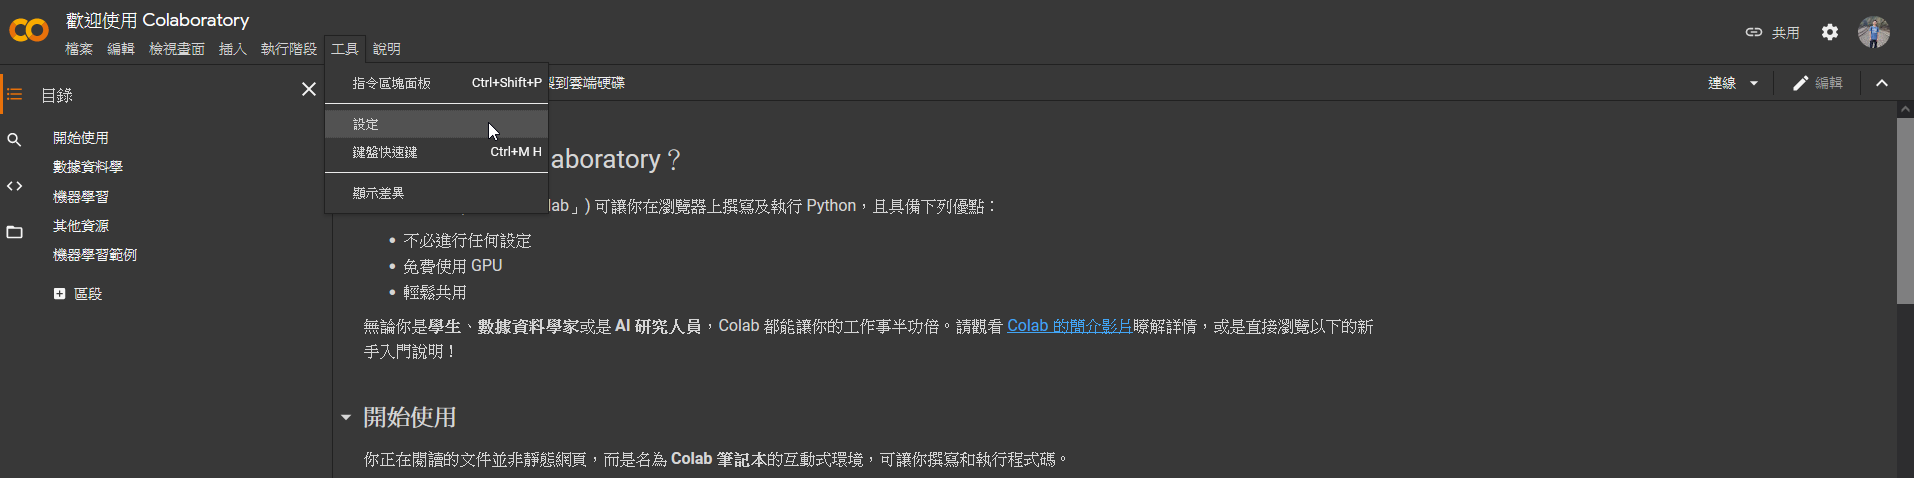 歡迎使用 Colaboratory
檔案 編輯 檢視畫面 插入 執行階段 工具 說明
共用
目錄
開始使用
數據資料學
機器學習
其他資源
機器學習範例
區段
指令區塊面板 Ctrl+Shift+P
設定
鍵盤快速鍵 Ctrl+M H
顯示差異
到雲端硬碟
連線 編輯
aboratory？
lab」) 可讓你在瀏覽器上撰寫及執行 Python，且具備下列優點：
不必進行任何設定
免費使用 GPU
輕鬆共用
無論你是學生、數據資料學家或是 AI 研究人員，Colab 都能讓你的工作事半功倍。請觀看 Colab 的簡介影片瞭解詳情，或是直接瀏覽以下的新
手入門說明！
開始使用
你正在閱讀的文件並非靜態網頁，而是名為 Colab 筆記本的互動式環境，可讓你撰寫和執行程式碼。